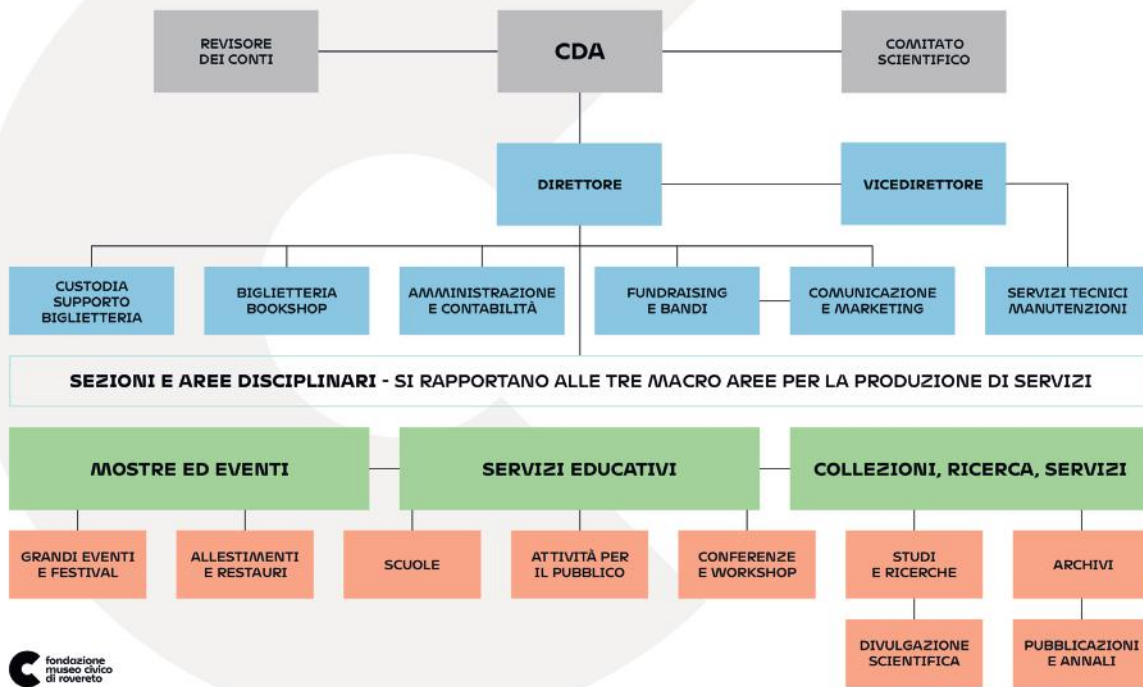 REVISORE
DEI CONTI
CDA
COMITATO
SCIENTIFICO
DIRETTORE
VICEDIRETTORE
CUSTODIA
SUPPORTO
BIGLIETTERIA
BIGLIETTERIA
BOOKSHOP
AMMINISTRAZIONE
E CONTABILITÀ
FUNDRAISING
E BANDI
COMUNICAZIONE
E MARKETING
SERVIZI TECNICI
MANUTENZIONI
SEZIONI E AREE DISCIPLINARI - SI RAPPORTANO ALLE TRE MACRO AREE PER LA PRODUZIONE DI SERVIZI
MOSTRE ED EVENTI
SERVIZI EDUCATIVI
COLLEZIONI, RICERCA, SERVIZI
GRANDI EVENTI
E FESTIVAL
ALLESTIMENTI
E RESTAURI
SCUOLE
ATTIVITÀ PER
IL PUBBLICO
CONFERENZE
E WORKSHOP
STUDI
E RICERCHE
ARCHIVI
DIVULGAZIONE
SCIENTIFICA
PUBBLICAZIONI
E ANNALI
fondazione
museo civico
di rovereto